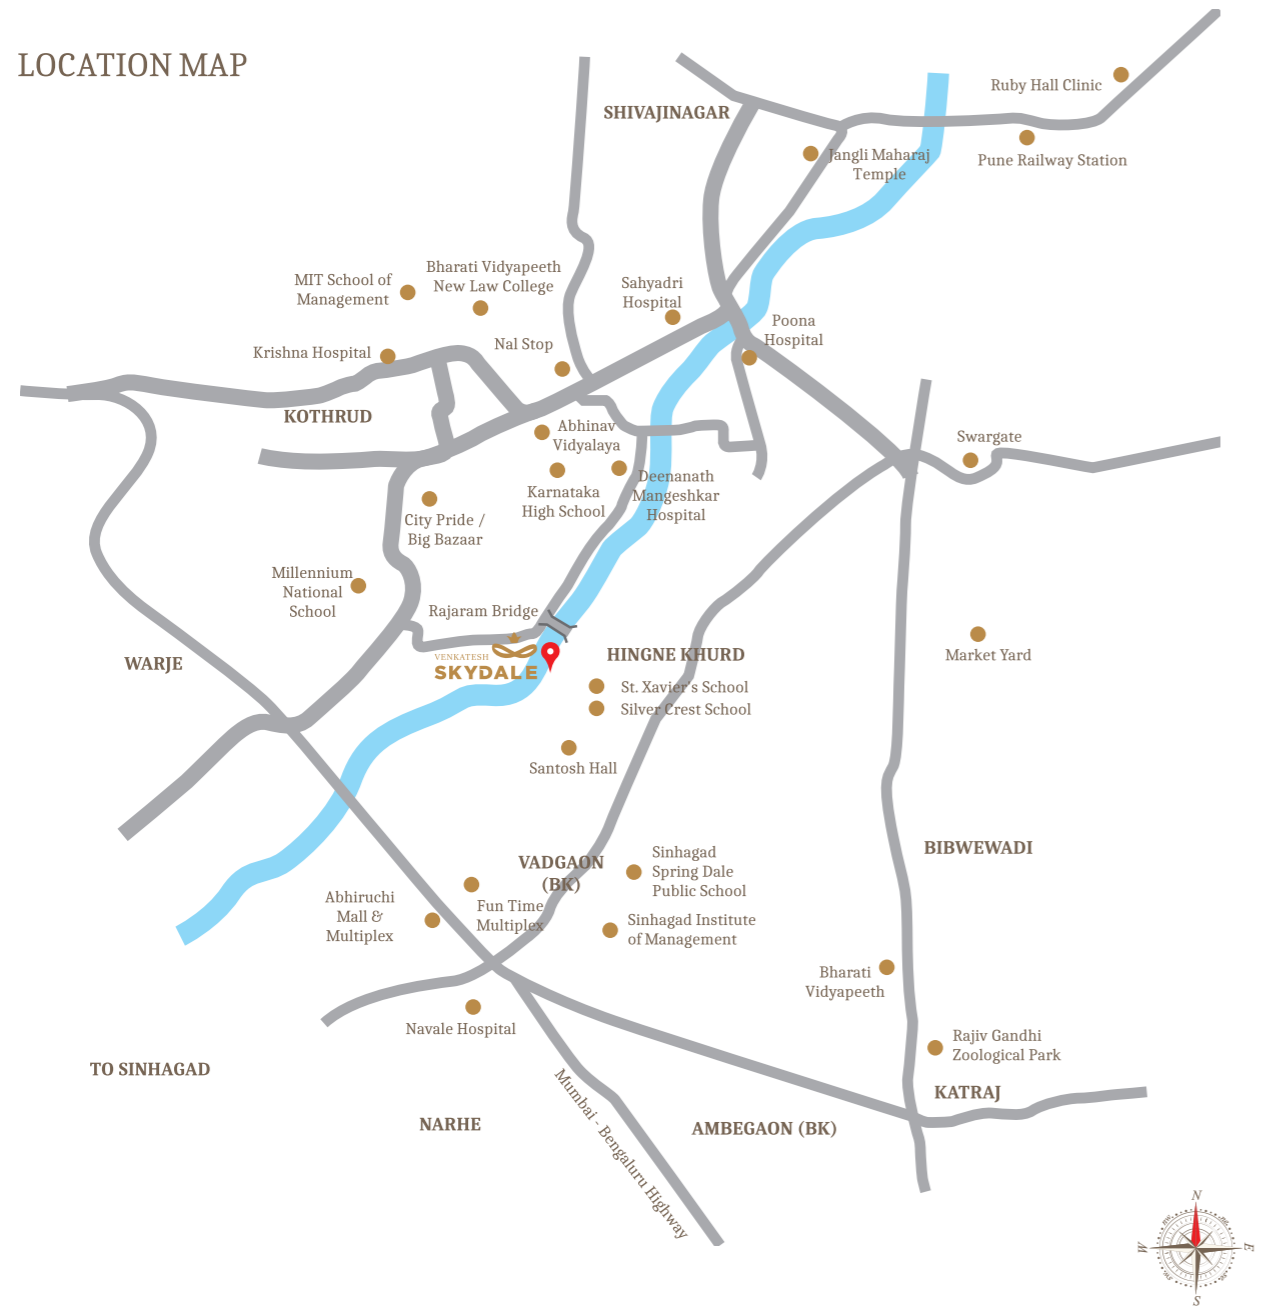 LOCATION MAP
Ruby Hall Clinic
SHIVAJINAGAR
Jangli Maharaj
Temple
Pune Railway Station
MIT School of
Management
Bharati Vidyapeeth
New Law College
Sahyadri
Hospital
Poona
Hospital
Krishna Hospital
Nal Stop
KOTHRUD
Abhinav
Vidyalaya
Swargate
Karnataka
High School
Deenanath
Mangeshkar
Hospital
City Pride /
Big Bazaar
Millennium
National
School
Rajaram Bridge
VENKATESH
SKYDALE
WARJE
HINGNE KHURD
Market Yard
St. Xavier's School
Silver Crest School
Santosh Hall
VADGAON
(BK)
Sinhagad
Spring Dale
Public School
BIBWEWADI
Abhiruchi
Mall &
Multiplex
Fun Time
Multiplex
Sinhagad Institute
of Management
Bharati
Vidyapeeth
Navale Hospital
Rajiv Gandhi
Zoological Park
TO SINHAGAD
KATRAJ
NARHE
Mumbai - Bengaluru Highway
AMBEGAON (BK)
N
W
E
S